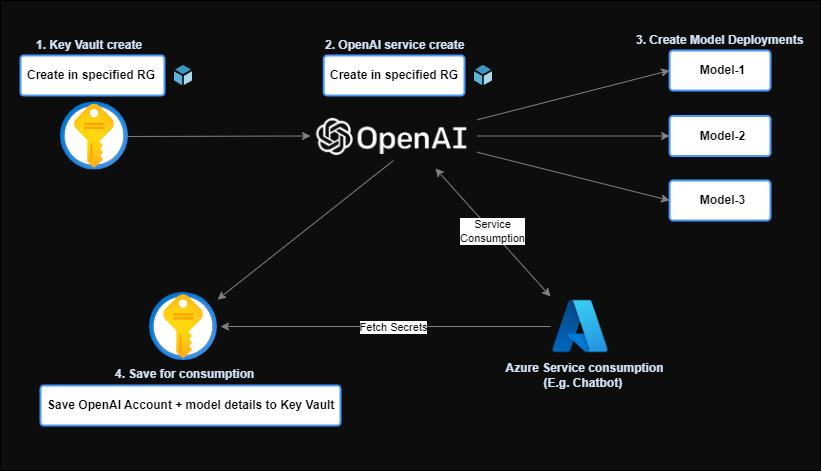 1. Key Vault create
Create in specified RG
2. OpenAI service create
Create in specified RG
3. Create Model Deployments
Model-1
Model-2
Model-3
OpenAI
Service
Consumption
Fetch Secrets
4. Save for consumption
Save OpenAI Account + model details to Key Vault
Azure Service consumption
(E.g. Chatbot)